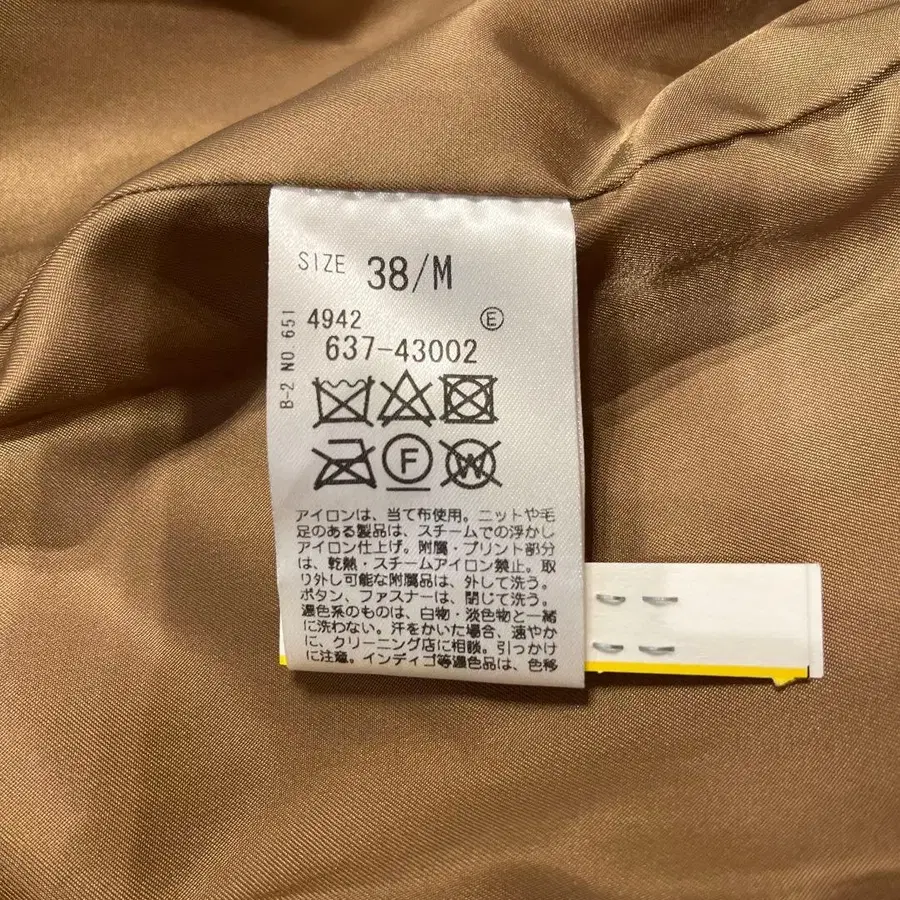 SIZE 38/M
B-2 NO.651
4942 Ⓔ
637-43002
F W
アイロンは、当て布使用。ニットや毛
足のある製品は、スチームでの浮かし
アイロン仕上げ。附属・プリント部分
は、乾熱・スチームアイロン禁止。取
り外し可能な附属品は、外して洗う。
ボタン、ファスナーは、閉じて洗う。
濃色系のものは、白物・淡色物と一緒
に洗わない。汗をかいた場合、速やか
に、クリーニング店に相談。引っかけ
に注意。インディゴ等濃色品は、色移